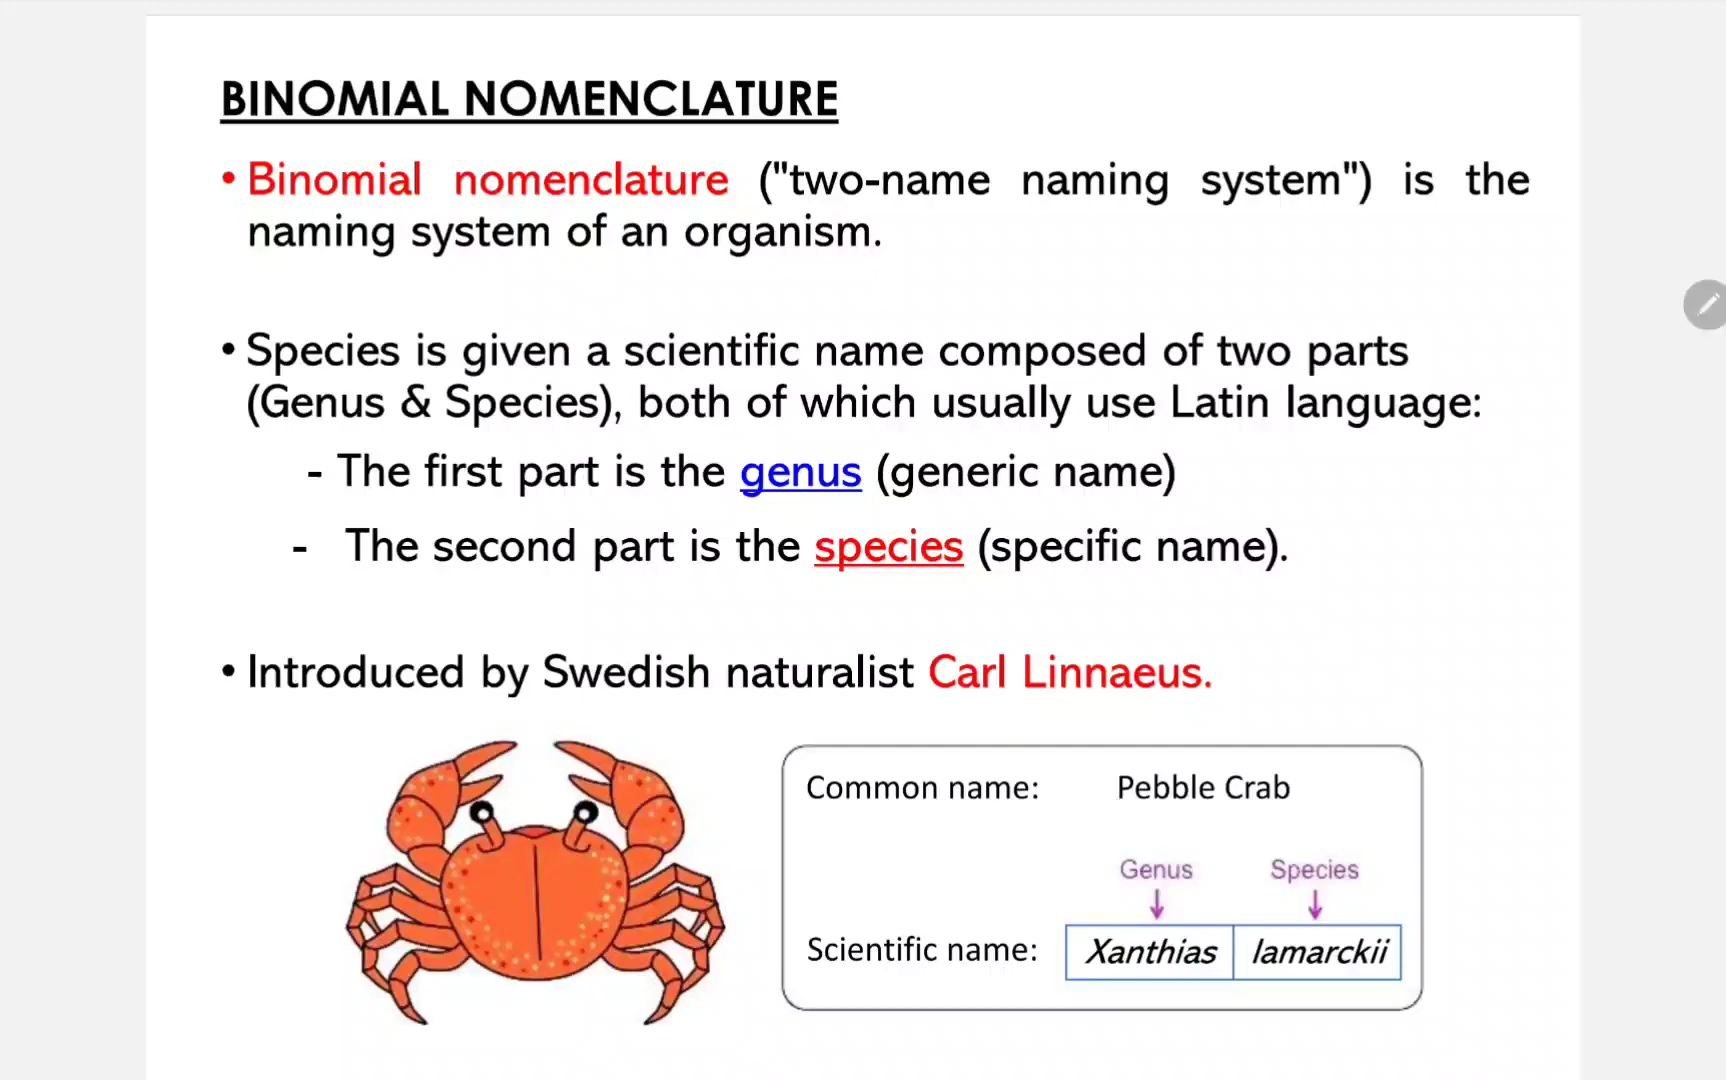 BINOMIAL NOMENCLATURE
• Binomial nomenclature ("two-name naming system") is the
naming system of an organism.
• Species is given a scientific name composed of two parts
(Genus & Species), both of which usually use Latin language:
- The first part is the genus (generic name)
- The second part is the species (specific name).
• Introduced by Swedish naturalist Carl Linnaeus.
Common name: Pebble Crab
Genus Species
Scientific name: Xanthias lamarckii